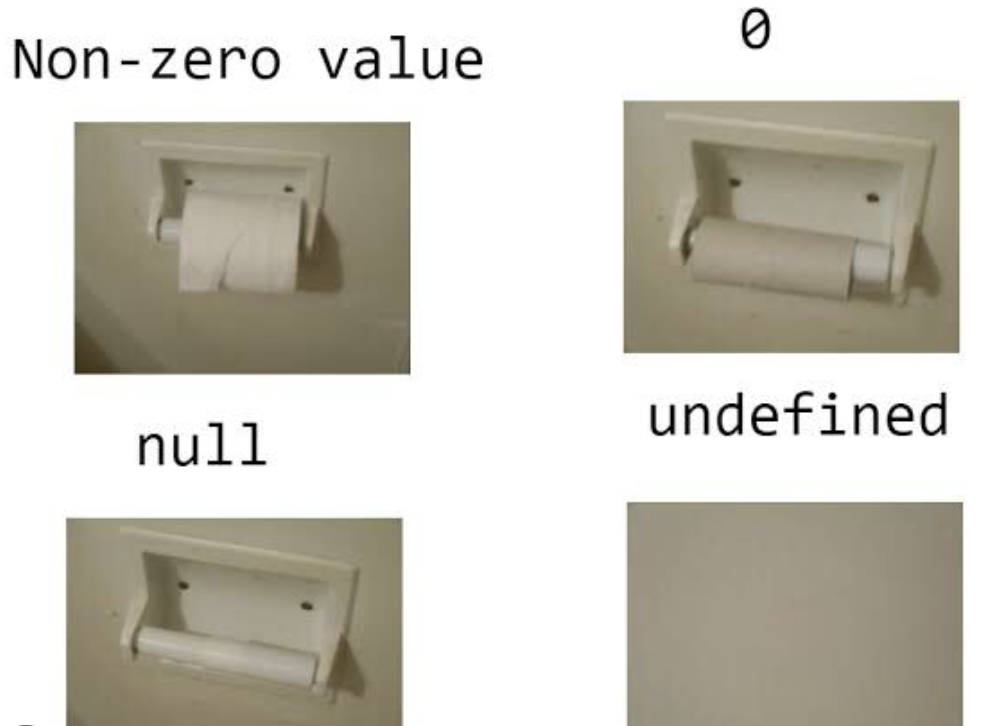 Non-zero value
0
null
undefined